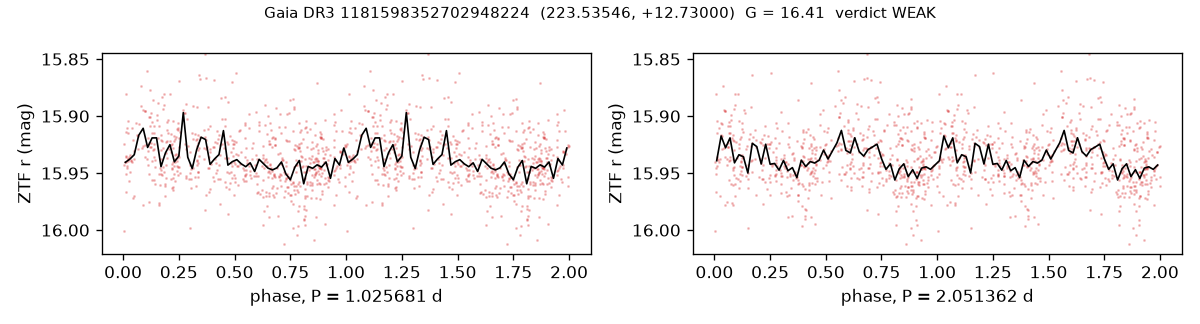 Gaia DR3 1181598352702948224 (223.53546, +12.73000) G = 16.41 verdict WEAK
ZTF r (mag)
15.85
15.90
15.95
16.00
0.00 0.25 0.50 0.75 1.00 1.25 1.50 1.75 2.00
phase, P = 1.025681 d
ZTF r (mag)
15.85
15.90
15.95
16.00
0.00 0.25 0.50 0.75 1.00 1.25 1.50 1.75 2.00
phase, P = 2.051362 d